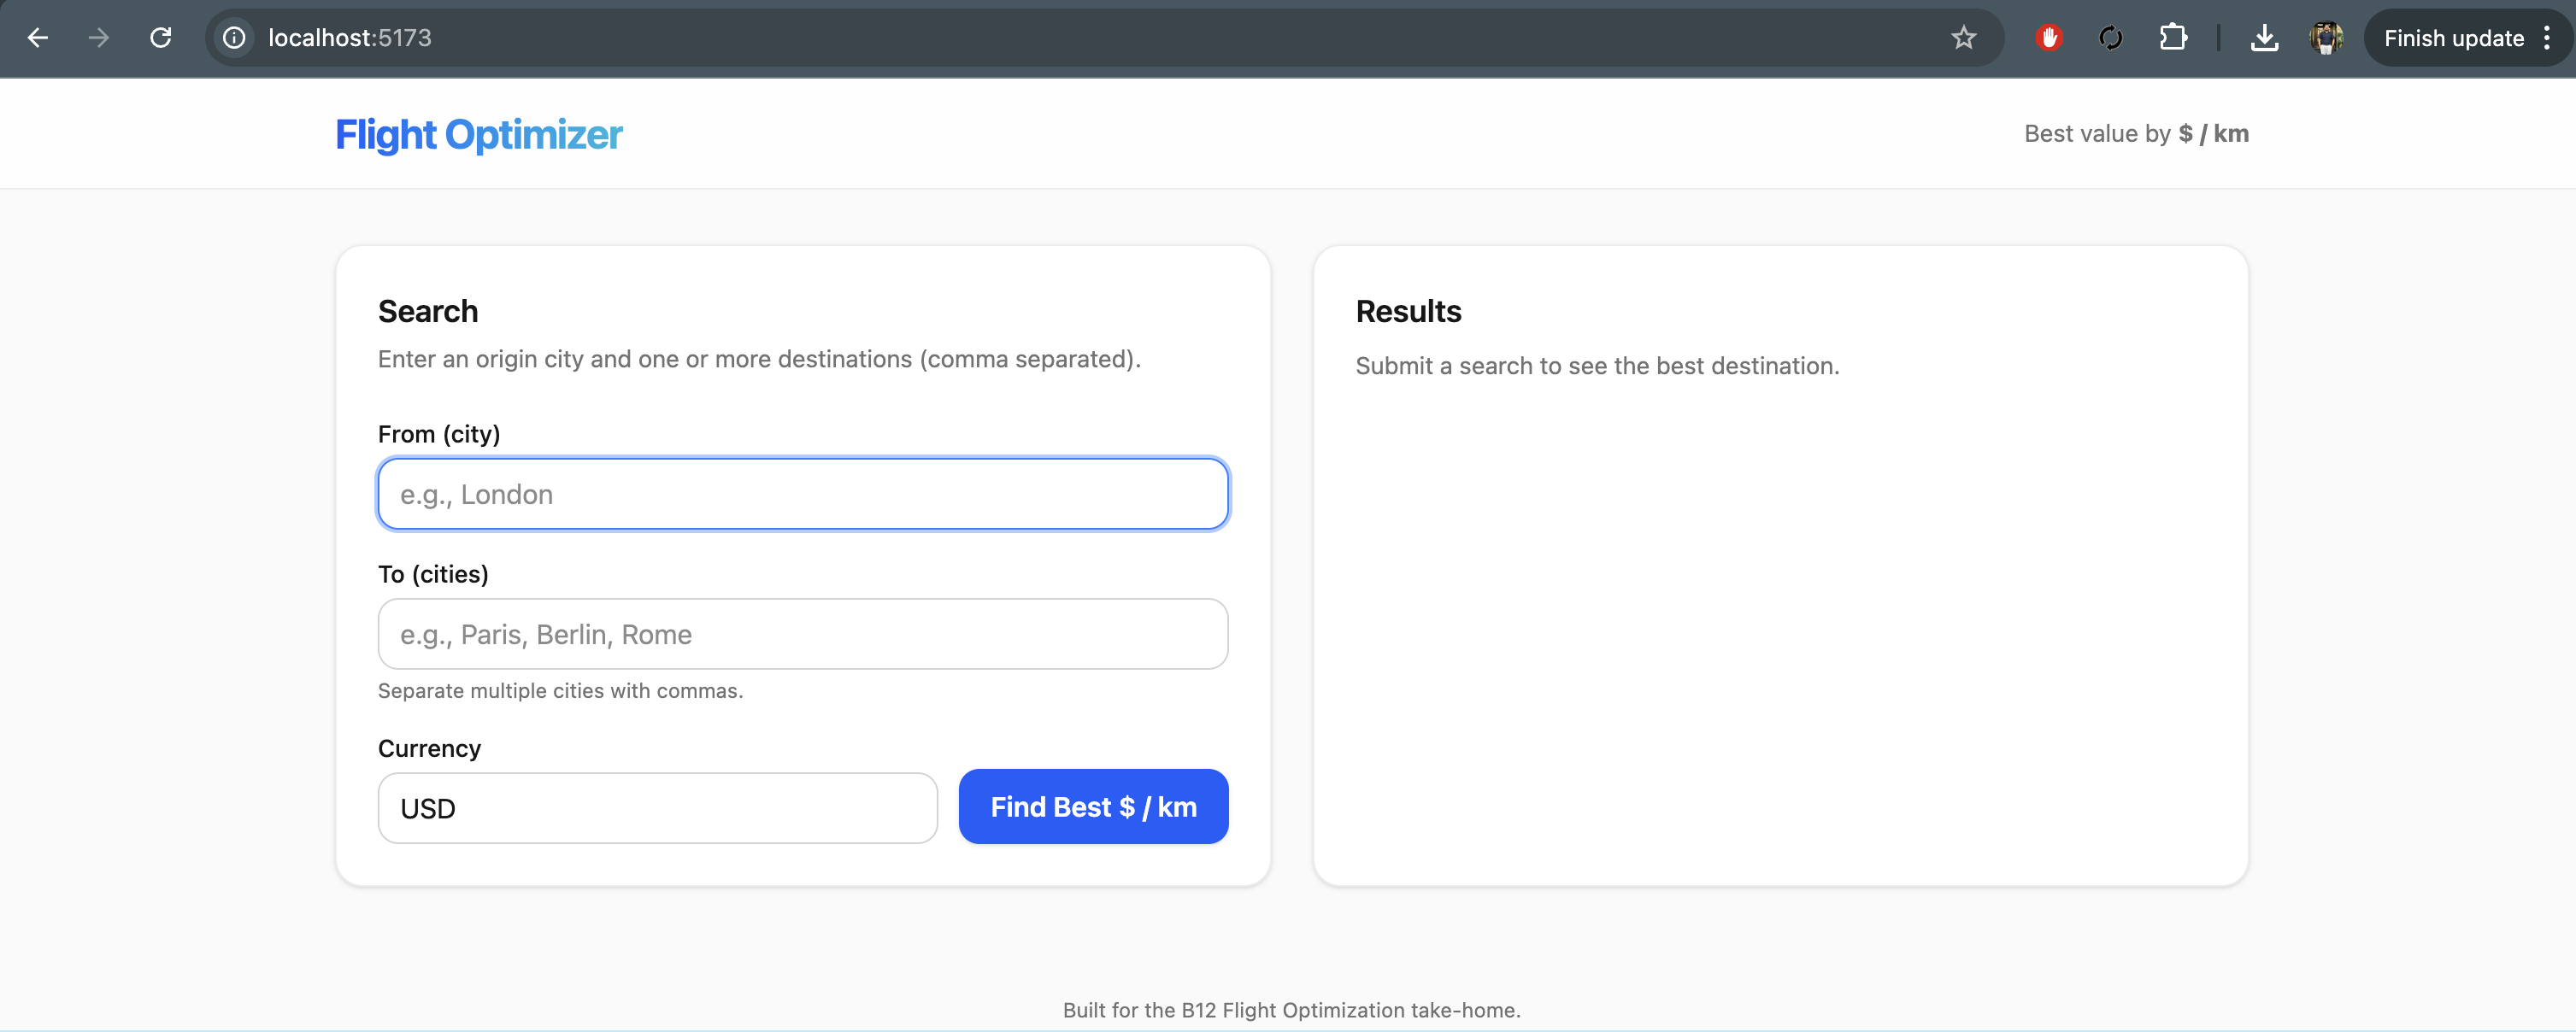 localhost:5173
Finish update
Flight Optimizer
Best value by $ / km
Search
Enter an origin city and one or more destinations (comma separated).
From (city)
e.g., London
To (cities)
e.g., Paris, Berlin, Rome
Separate multiple cities with commas.
Currency
USD
Find Best $ / km
Results
Submit a search to see the best destination.
Built for the B12 Flight Optimization take-home.